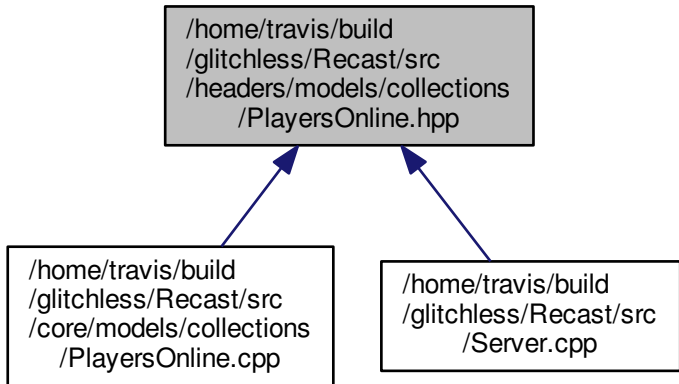 /home/travis/build
/glitchless/Recast/src
/headers/models/collections
/PlayersOnline.hpp
/home/travis/build
/glitchless/Recast/src
/core/models/collections
/PlayersOnline.cpp
/home/travis/build
/glitchless/Recast/src
/Server.cpp